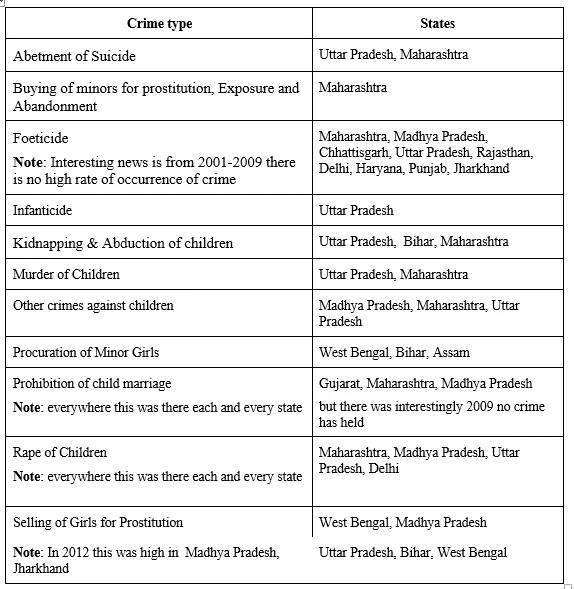 Crime type
States
Abetment of Suicide
Uttar Pradesh, Maharashtra
Buying of minors for prostitution, Exposure and
Abandonment
Maharashtra
Foeticide
Note: Interesting news is from 2001-2009 there
is no high rate of occurrence of crime
Maharashtra, Madhya Pradesh,
Chhattisgarh, Uttar Pradesh, Rajasthan,
Delhi, Haryana, Punjab, Jharkhand
Infanticide
Uttar Pradesh
Kidnapping & Abduction of children
Uttar Pradesh, Bihar, Maharashtra
Murder of Children
Uttar Pradesh, Maharashtra
Other crimes against children
Madhya Pradesh, Maharashtra, Uttar
Pradesh
Procuration of Minor Girls
West Bengal, Bihar, Assam
Prohibition of child marriage
Note: everywhere this was there each and every state
Gujarat, Maharashtra, Madhya Pradesh
but there was interestingly 2009 no crime
has held
Rape of Children
Note: everywhere this was there each and every state
Maharashtra, Madhya Pradesh, Uttar
Pradesh, Delhi
Selling of Girls for Prostitution
West Bengal, Madhya Pradesh
Note: In 2012 this was high in Madhya Pradesh,
Jharkhand
Uttar Pradesh, Bihar, West Bengal